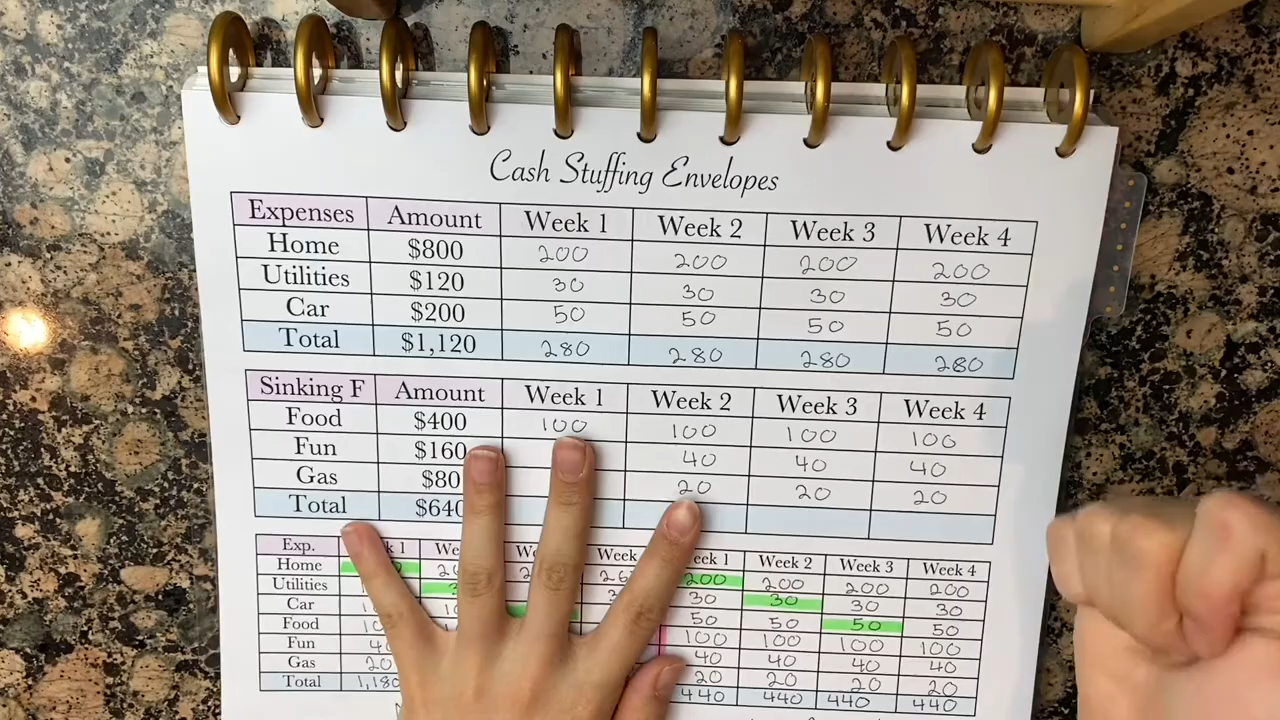 Cash Stuffing Envelopes
Expenses Amount Week 1 Week 2 Week 3 Week 4
Home $800 200 200 200 200
Utilities $120 30 30 30 30
Car $200 50 50 50 50
Total $1,120 280 280 280 280
Sinking F Amount Week 1 Week 2 Week 3 Week 4
Food $400 100 100 100 100
Fun $160 40 40 40
Gas $80 20 20 20
Total $640
Exp. Week 2 Week 3 Week 4
Home 200 200 200 200
Utilities 30 30 30 30
Car 50 50 50 50
Food 100 100 100 100
Fun 40 40 40 40
Gas 20 20 20 20 20
Total 1,180 440 440 440 440